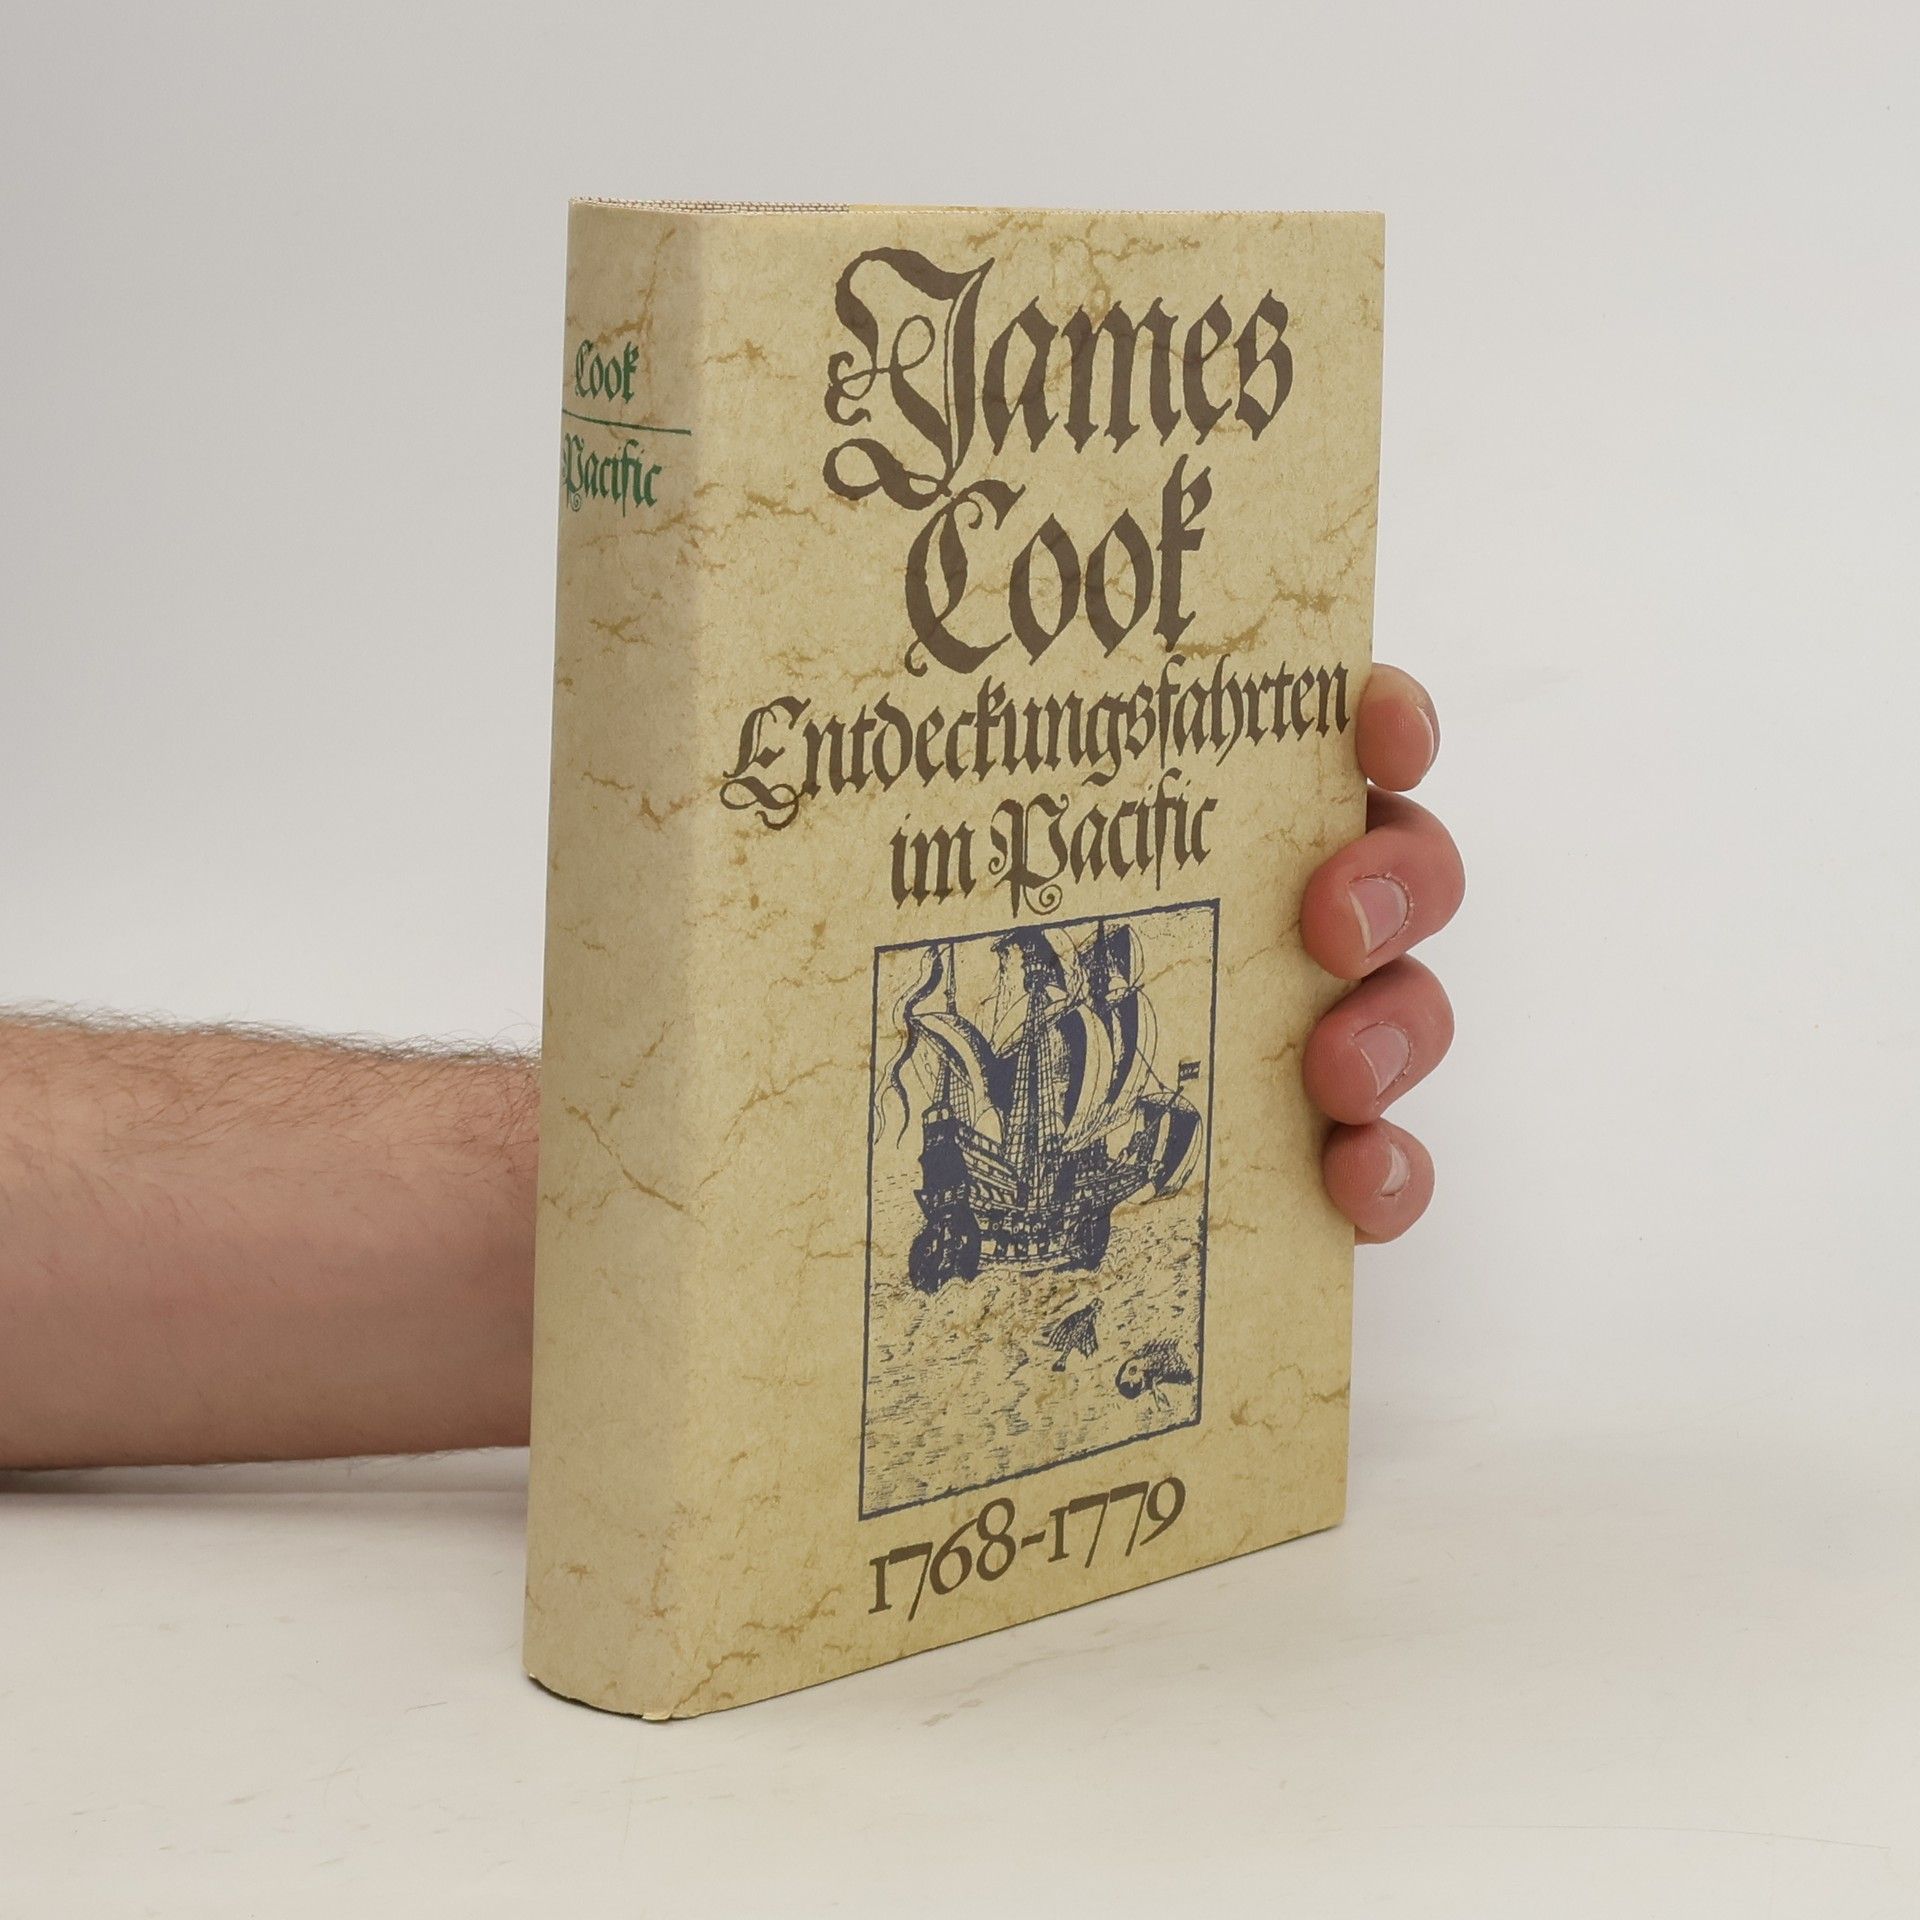 Cook
Pacific
James
Cook
Entdeckungsfahrten
im Pacific
1768-1779